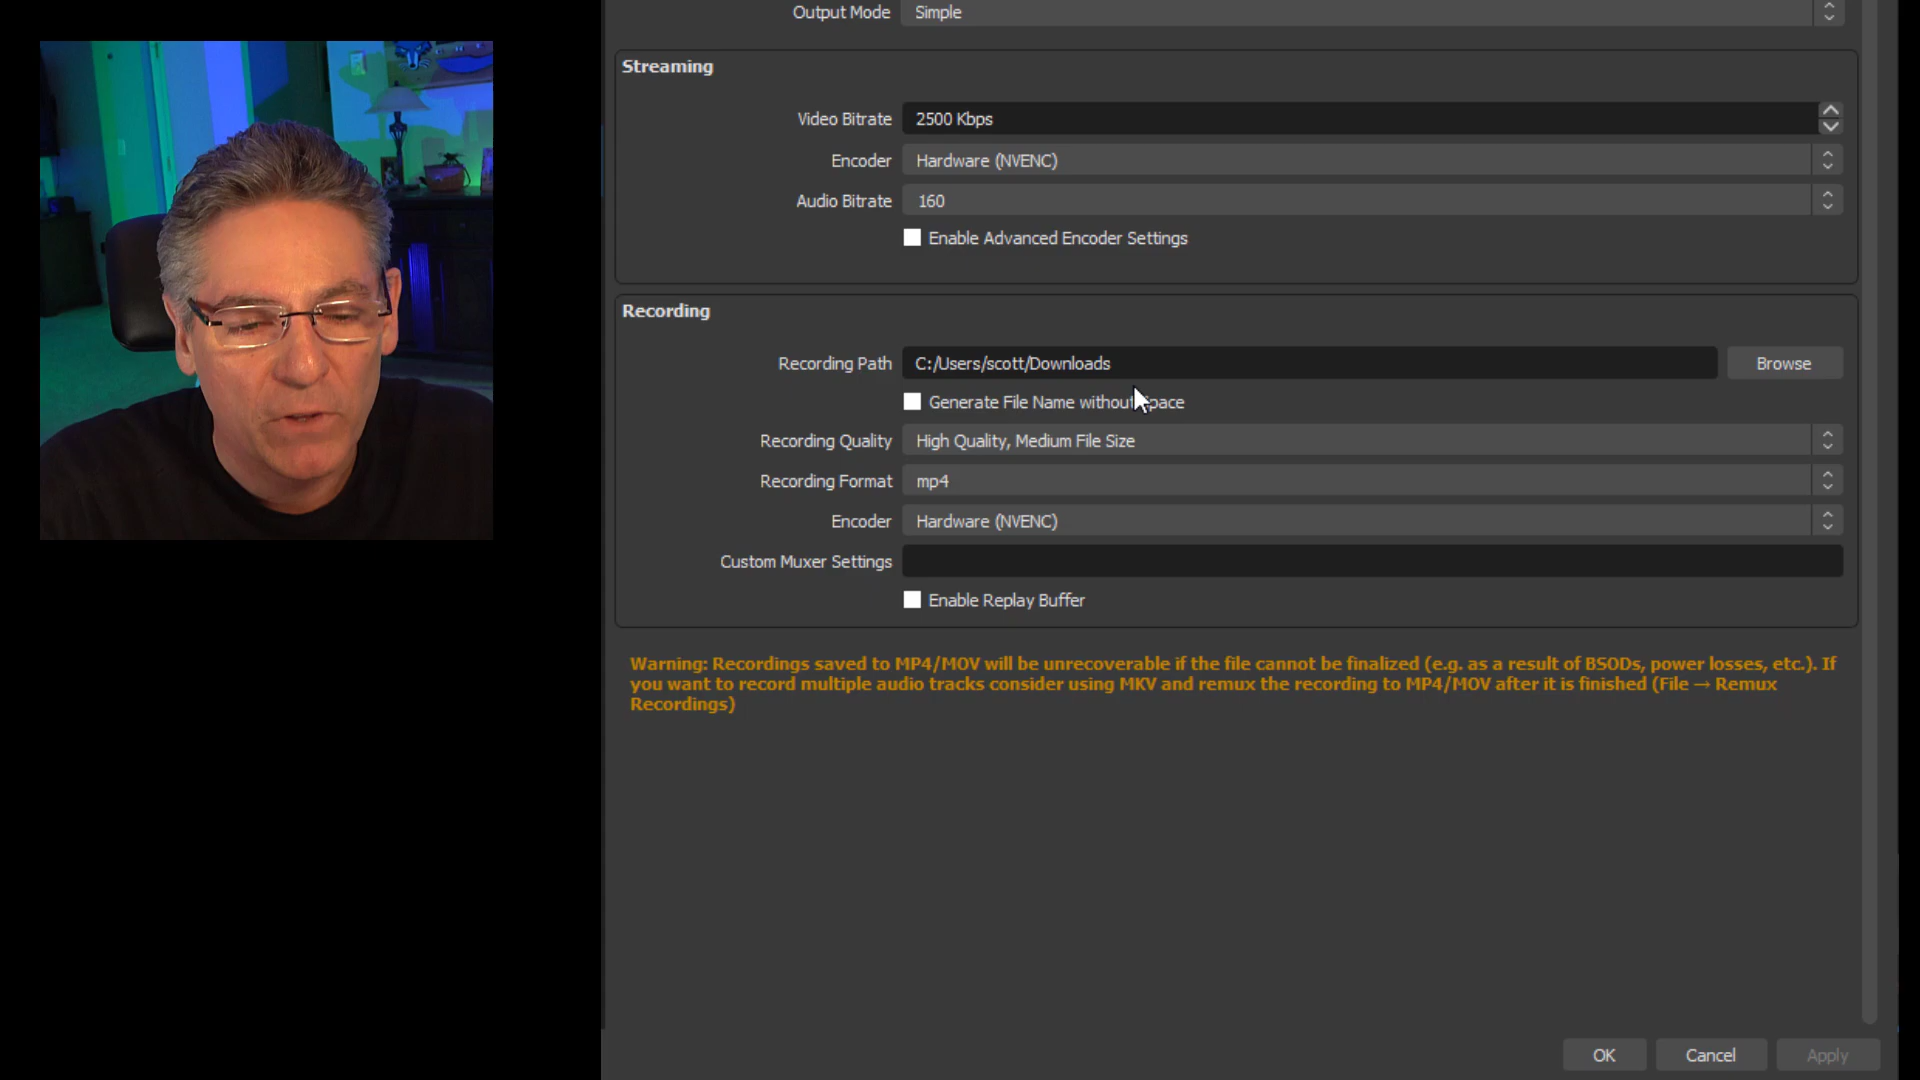 Output Mode Simple
Streaming
Video Bitrate 2500 Kbps
Encoder Hardware (NVENC)
Audio Bitrate 160
Enable Advanced Encoder Settings
Recording
Recording Path C:/Users/scott/Downloads Browse
Generate File Name without Space
Recording Quality High Quality, Medium File Size
Recording Format mp4
Encoder Hardware (NVENC)
Custom Muxer Settings
Enable Replay Buffer
Warning: Recordings saved to MP4/MOV will be unrecoverable if the file cannot be finalized (e.g. as a result of BSODs, power losses, etc.). If
you want to record multiple audio tracks consider using MKV and remux the recording to MP4/MOV after it is finished (File → Remux
Recordings)
OK Cancel Apply